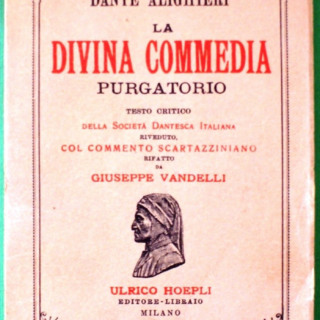 DANTE ALIGHIERI
LA
DIVINA COMMEDIA
PURGATORIO
TESTO CRITICO
DELLA SOCIETÀ DANTESCA ITALIANA
RIVEDUTO,
COL COMMENTO SCARTAZZINIANO
RIFATTO
DA
GIUSEPPE VANDELLI
ULRICO HOEPLI
EDITORE-LIBRAIO
MILANO